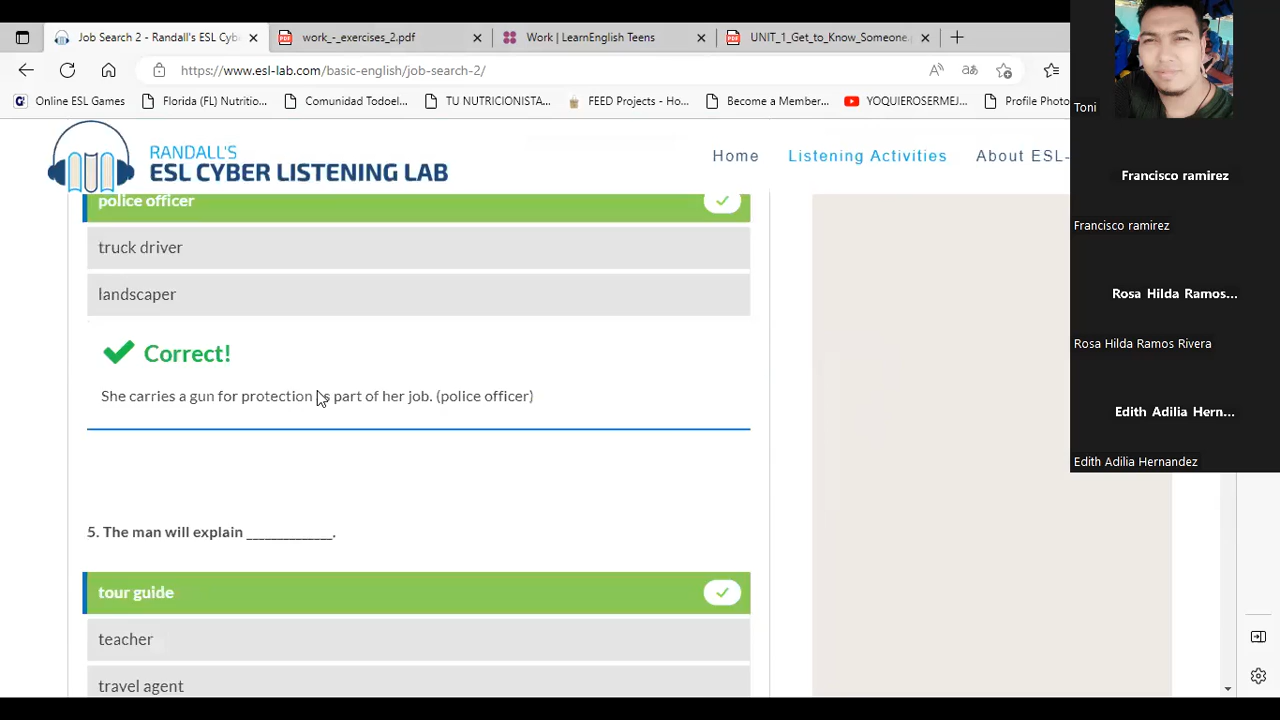 Job Search 2 - Randall's ESL Cybe
work_-_exercises_2.pdf
Work | LearnEnglish Teens
UNIT_1_Get_to_Know_Someone.
https://www.esl-lab.com/basic-english/job-search-2/
Online ESL Games
Florida (FL) Nutritio...
Comunidad Todoel...
TU NUTRICIONISTA...
FEED Projects - Ho...
Become a Member...
YOQUIEROSERMEJ...
Profile Photo
RANDALL'S
ESL CYBER LISTENING LAB
Home
Listening Activities
About ESL-
police officer
truck driver
landscaper
Correct!
She carries a gun for protection as part of her job. (police officer)
5. The man will explain ______________.
tour guide
teacher
travel agent
Toni
Francisco ramirez
Francisco ramirez
Rosa Hilda Ramos...
Rosa Hilda Ramos Rivera
Edith Adilia Hern...
Edith Adilia Hernandez